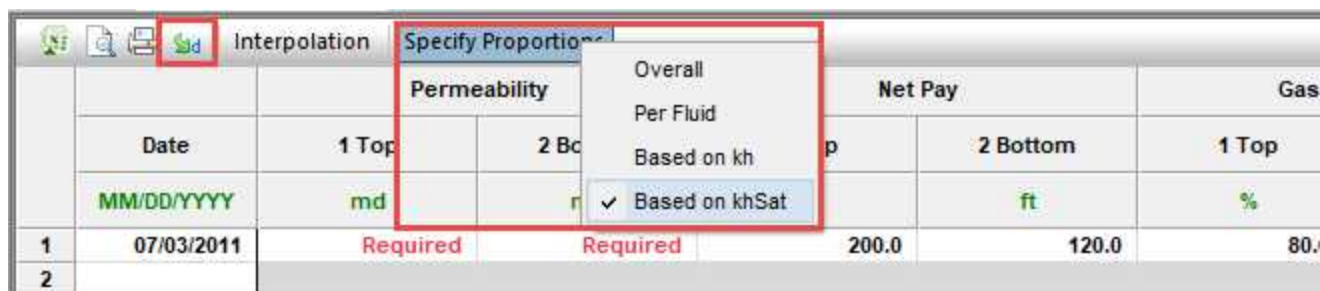 Interpolation Specify Proportions
Overall
Permeability Net Pay Gas
Per Fluid
Date 1 Top 2 Bo p 2 Bottom 1 Top
Based on kh
MM/DD/YYYY md ft %
✓ Based on khSat
1 07/03/2011 Required Required 200.0 120.0 80.
2